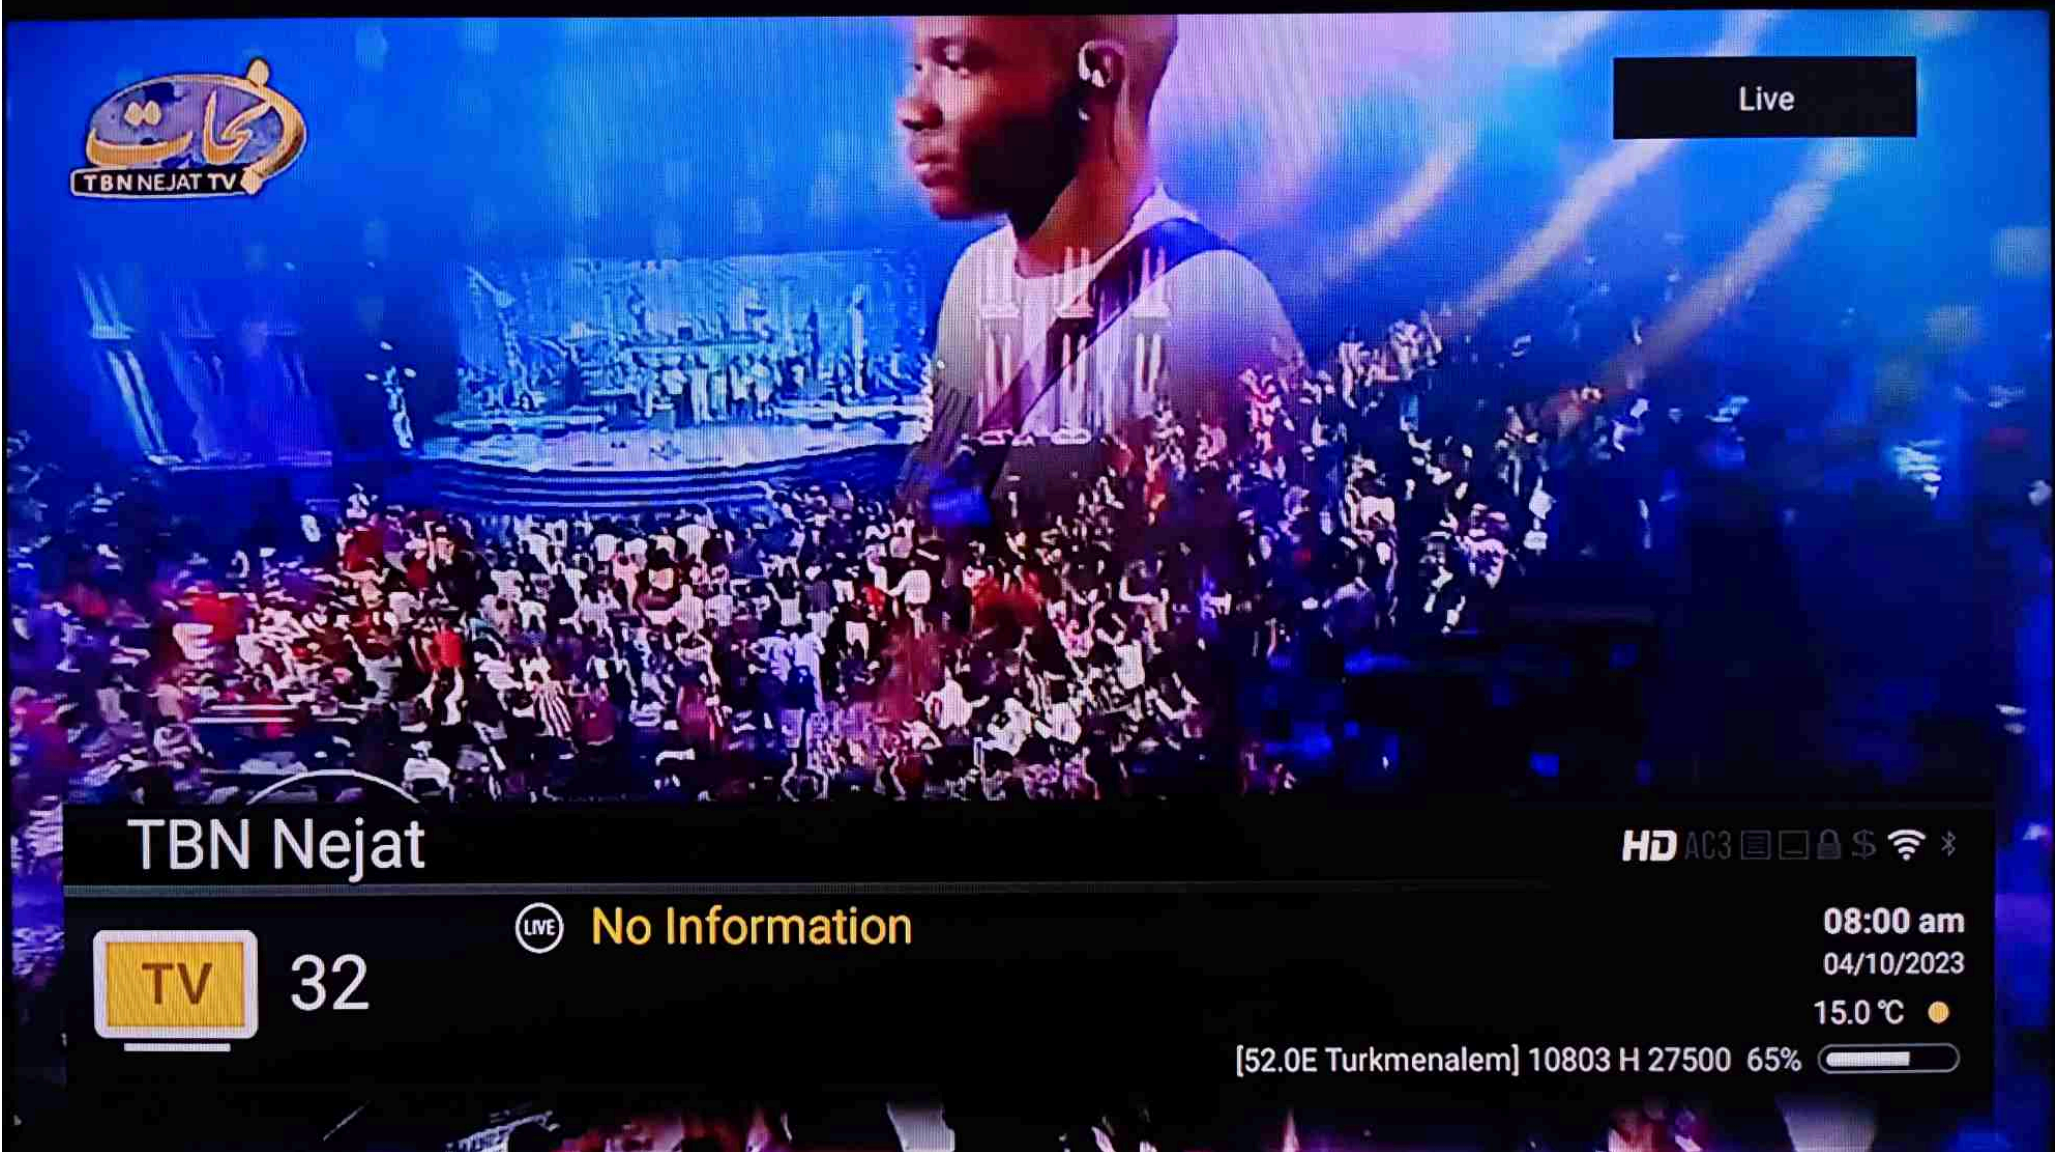 نجات
TBN NEJAT TV
Live
TBN Nejat
HD AC3 $
LIVE No Information
TV 32
08:00 am
04/10/2023
15.0 °C
[52.0E Turkmenalem] 10803 H 27500 65%